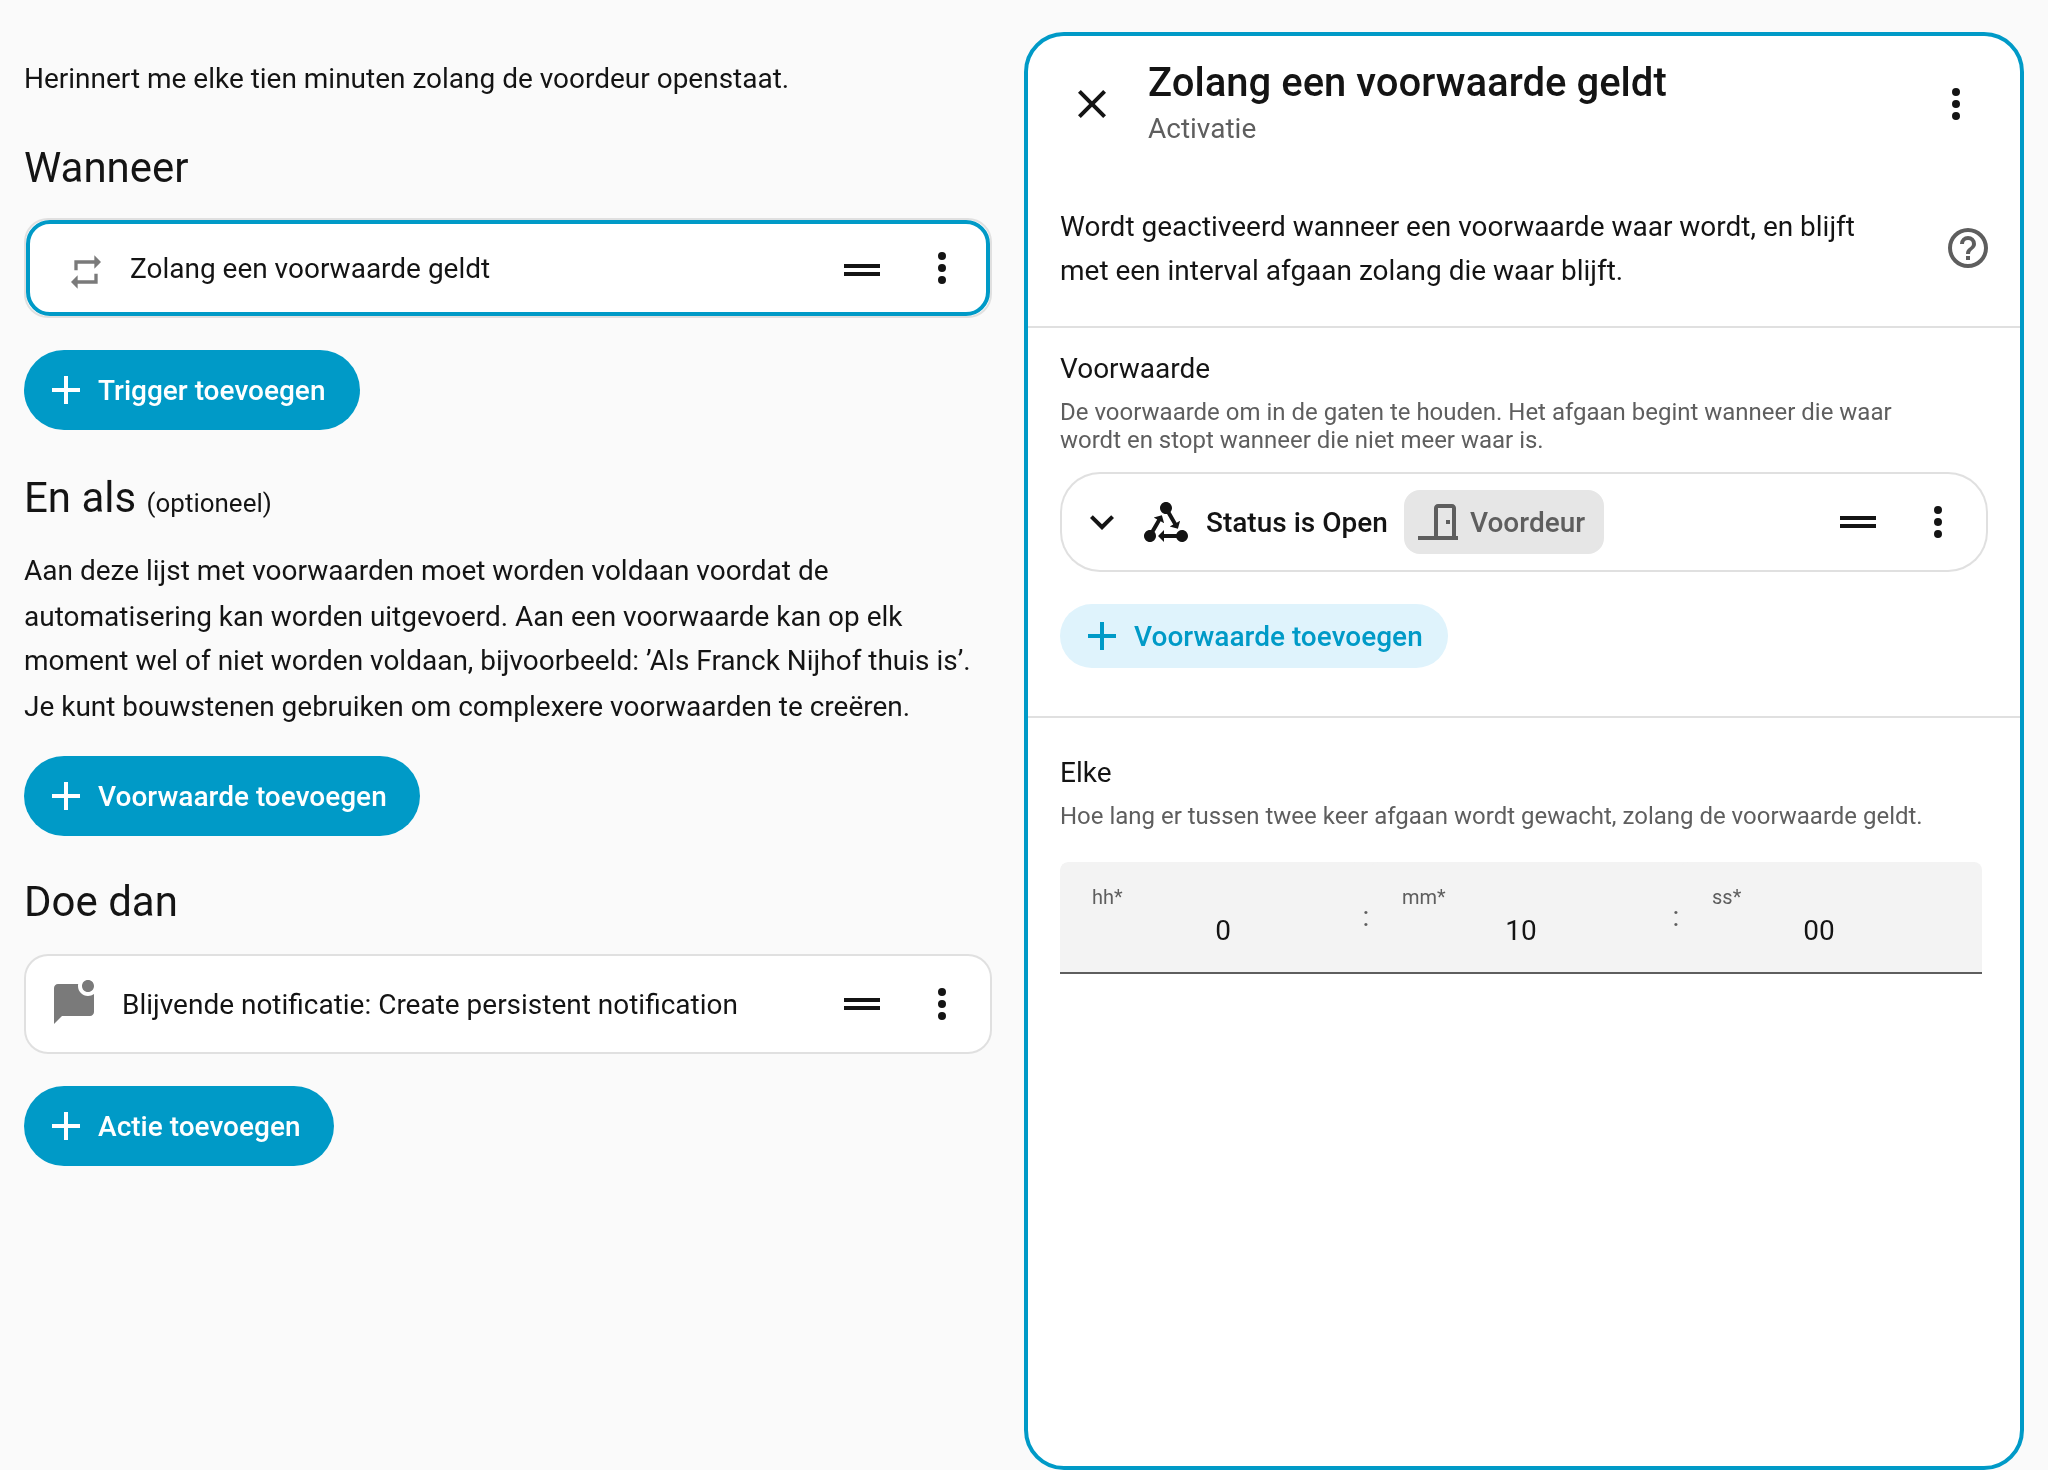 Herinnert me elke tien minuten zolang de voordeur openstaat.
Wanneer
Zolang een voorwaarde geldt
Trigger toevoegen
En als (optioneel)
Aan deze lijst met voorwaarden moet worden voldaan voordat de
automatisering kan worden uitgevoerd. Aan een voorwaarde kan op elk
moment wel of niet worden voldaan, bijvoorbeeld: ’Als Franck Nijhof thuis is’.
Je kunt bouwstenen gebruiken om complexere voorwaarden te creëren.
Voorwaarde toevoegen
Doe dan
Blijvende notificatie: Create persistent notification
Actie toevoegen
Zolang een voorwaarde geldt
Activatie
Wordt geactiveerd wanneer een voorwaarde waar wordt, en blijft
met een interval afgaan zolang die waar blijft.
Voorwaarde
De voorwaarde om in de gaten te houden. Het afgaan begint wanneer die waar
wordt en stopt wanneer die niet meer waar is.
Status is Open Voordeur
Voorwaarde toevoegen
Elke
Hoe lang er tussen twee keer afgaan wordt gewacht, zolang de voorwaarde geldt.
hh* mm* ss*
0 : 10 : 00